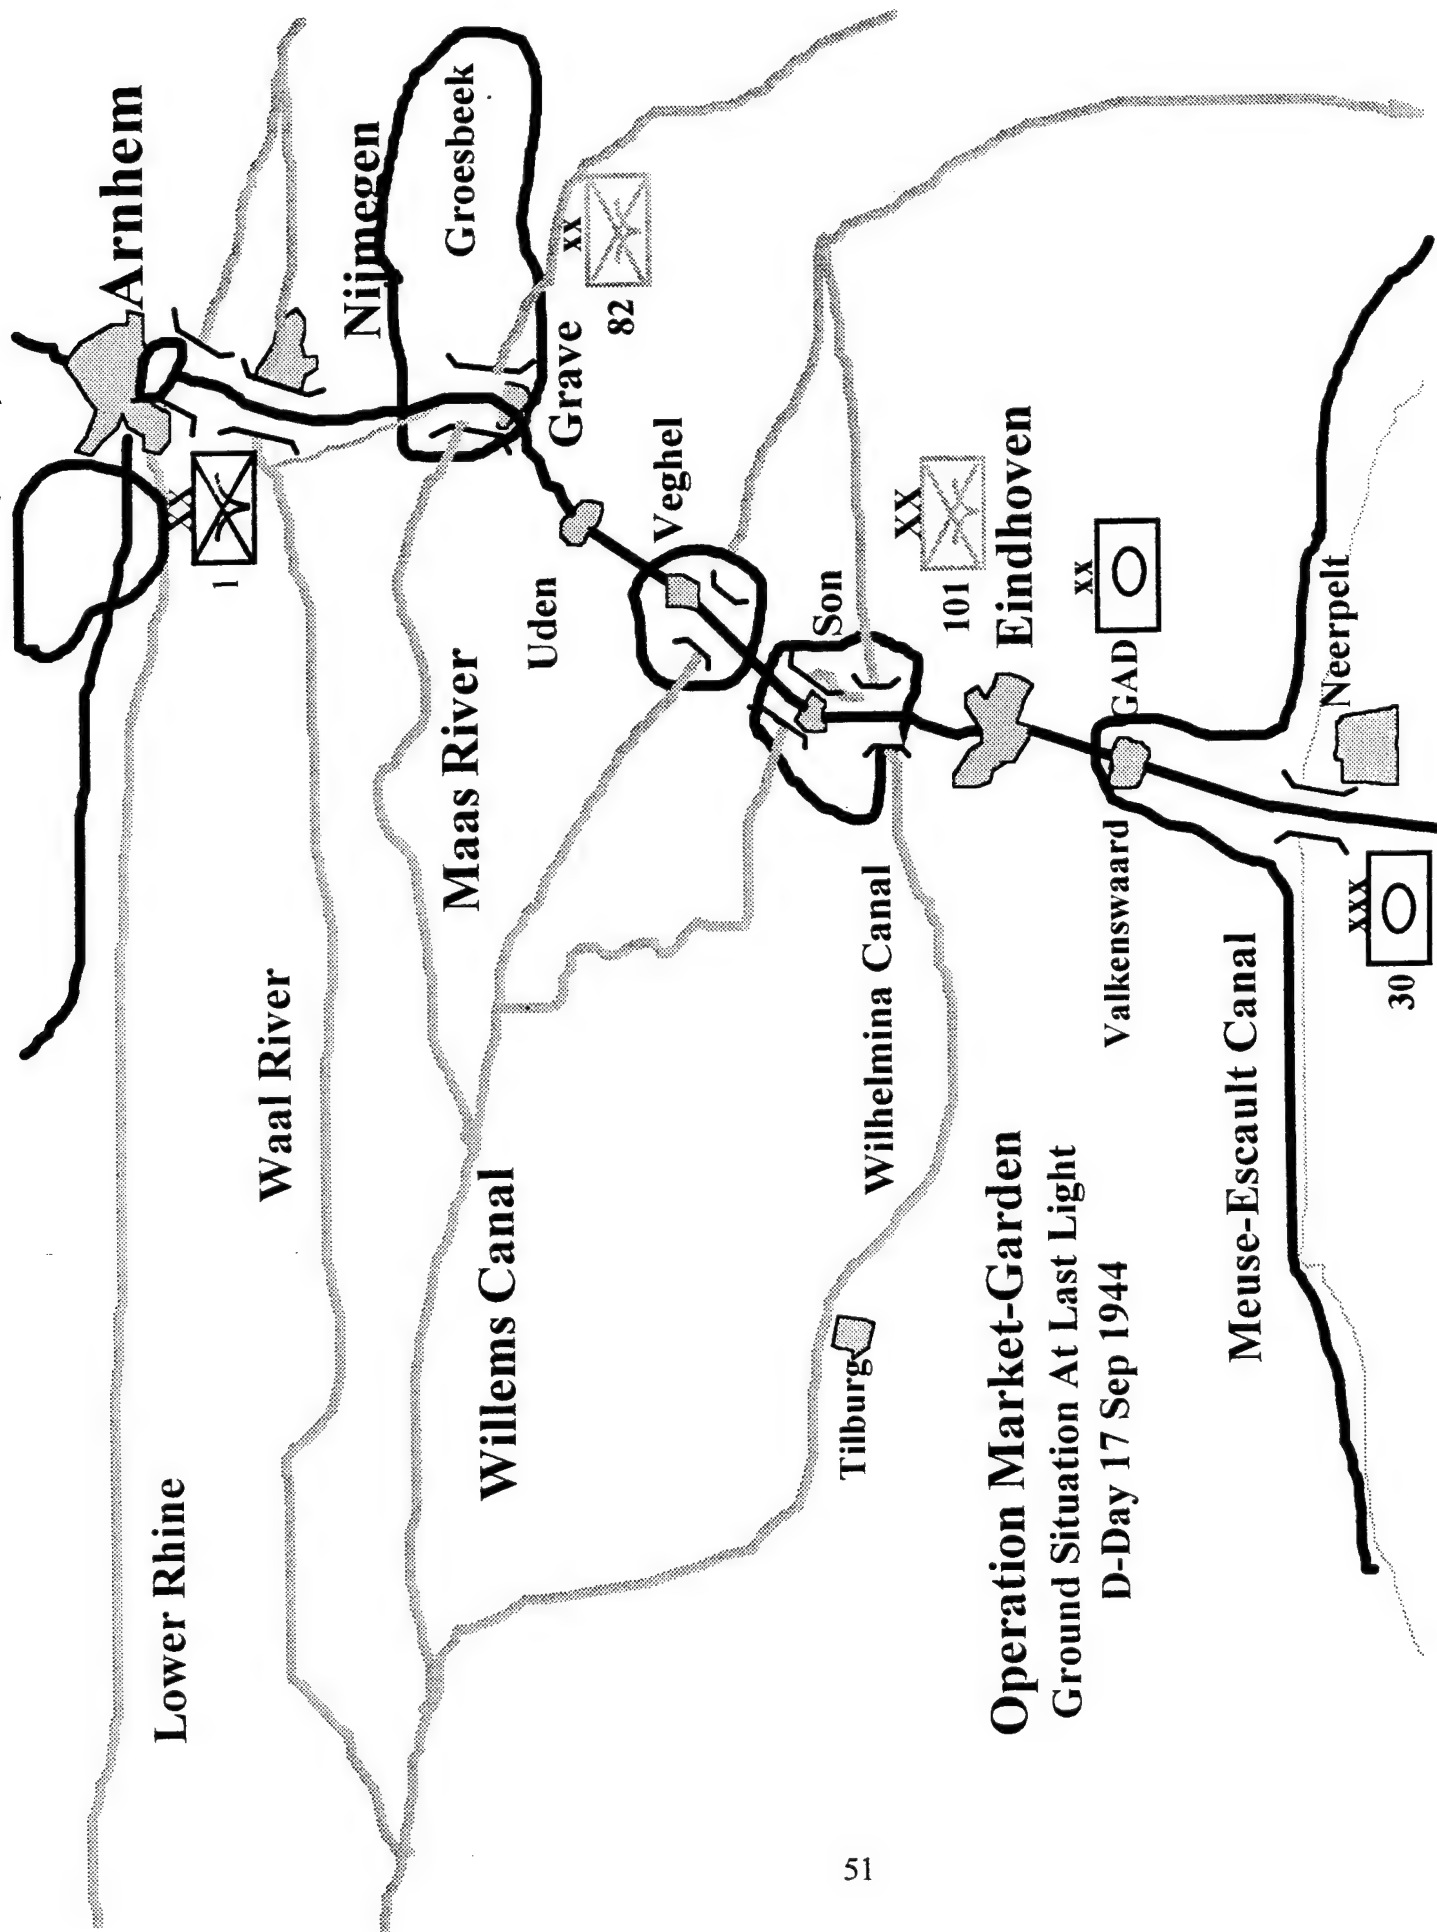 Arnhem
Nijmegen
Groesbeek
XX
1
XX
82
Grave
Lower Rhine
Waal River
Maas River
Uden
Veghel
Willems Canal
Son
XX
101
Eindhoven
Wilhelmina Canal
Tilburg
XX
GAD
Valkenswaard
Neerpelt
Meuse-Escault Canal
XXX
30
Operation Market-Garden
Ground Situation At Last Light
D-Day 17 Sep 1944
51